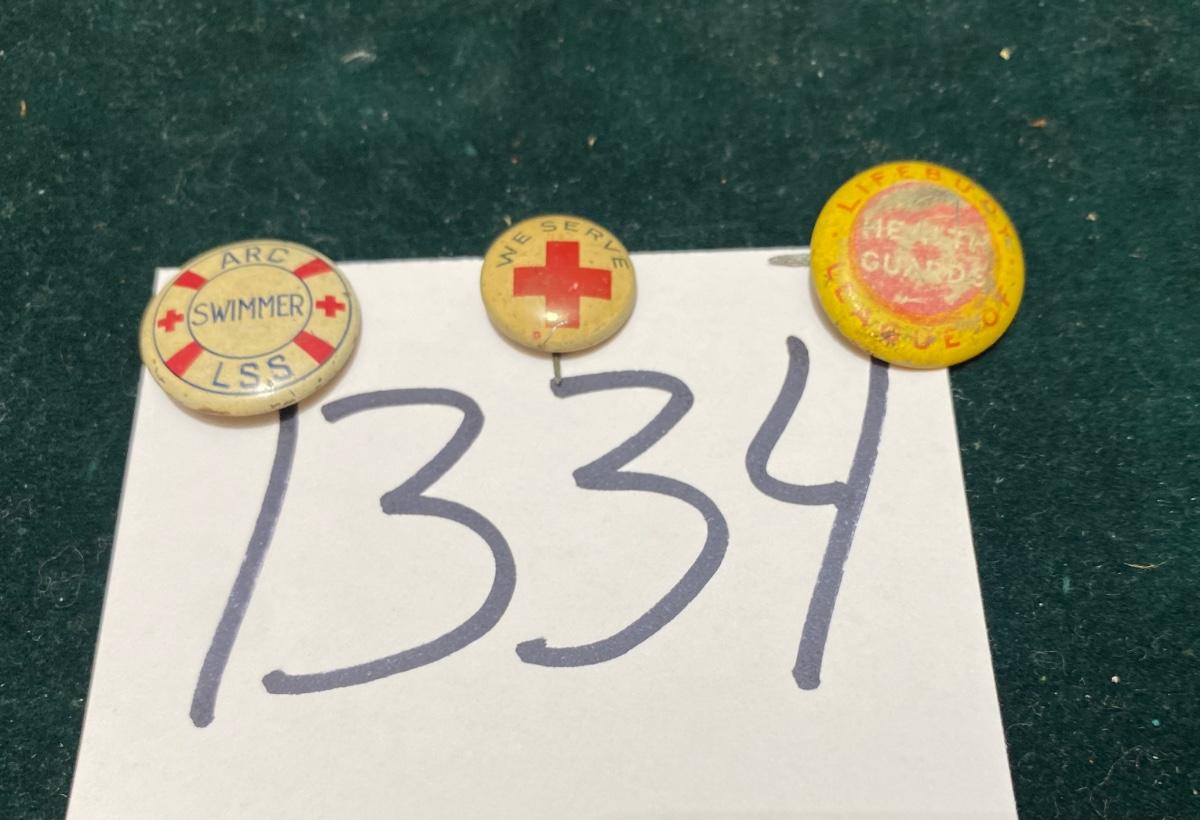 ARC
SWIMMER
LSS
WE SERVE
LIFEBUOY
HEALTH
GUARDS
LEAGUE OF
1334